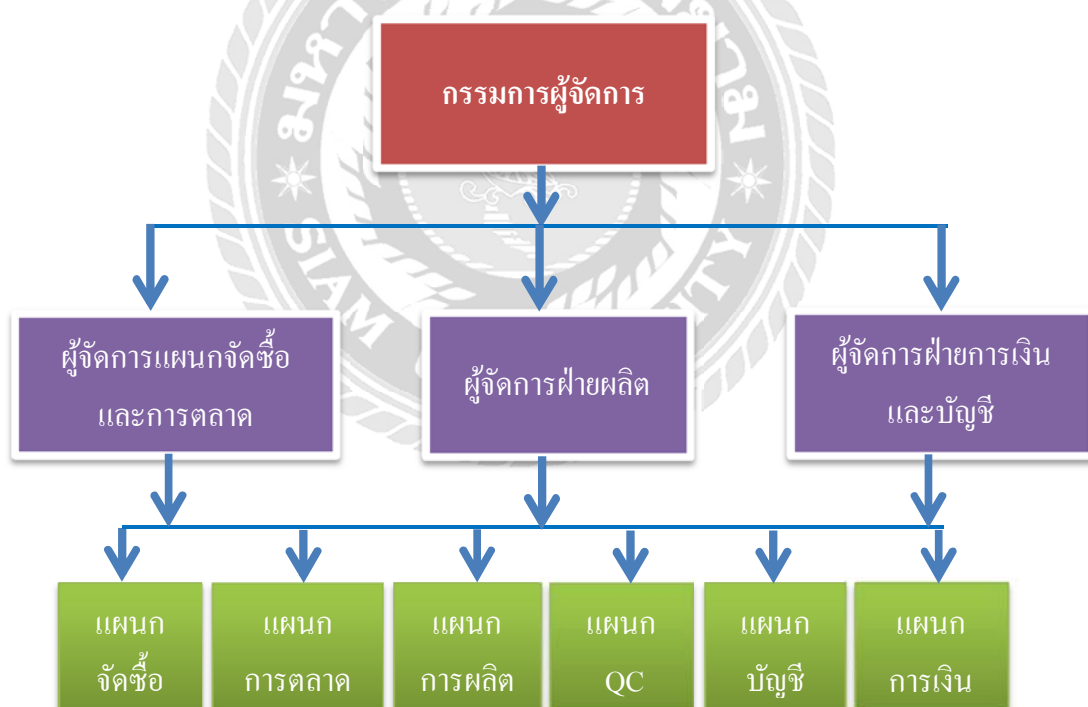 กรรมการผู้จัดการ
ผู้จัดการแผนกจัดซื้อ
และการตลาด
ผู้จัดการฝ่ายผลิต
ผู้จัดการฝ่ายการเงิน
และบัญชี
แผนก
จัดซื้อ
แผนก
การตลาด
แผนก
การผลิต
แผนก
QC
แผนก
บัญชี
แผนก
การเงิน
SIAM